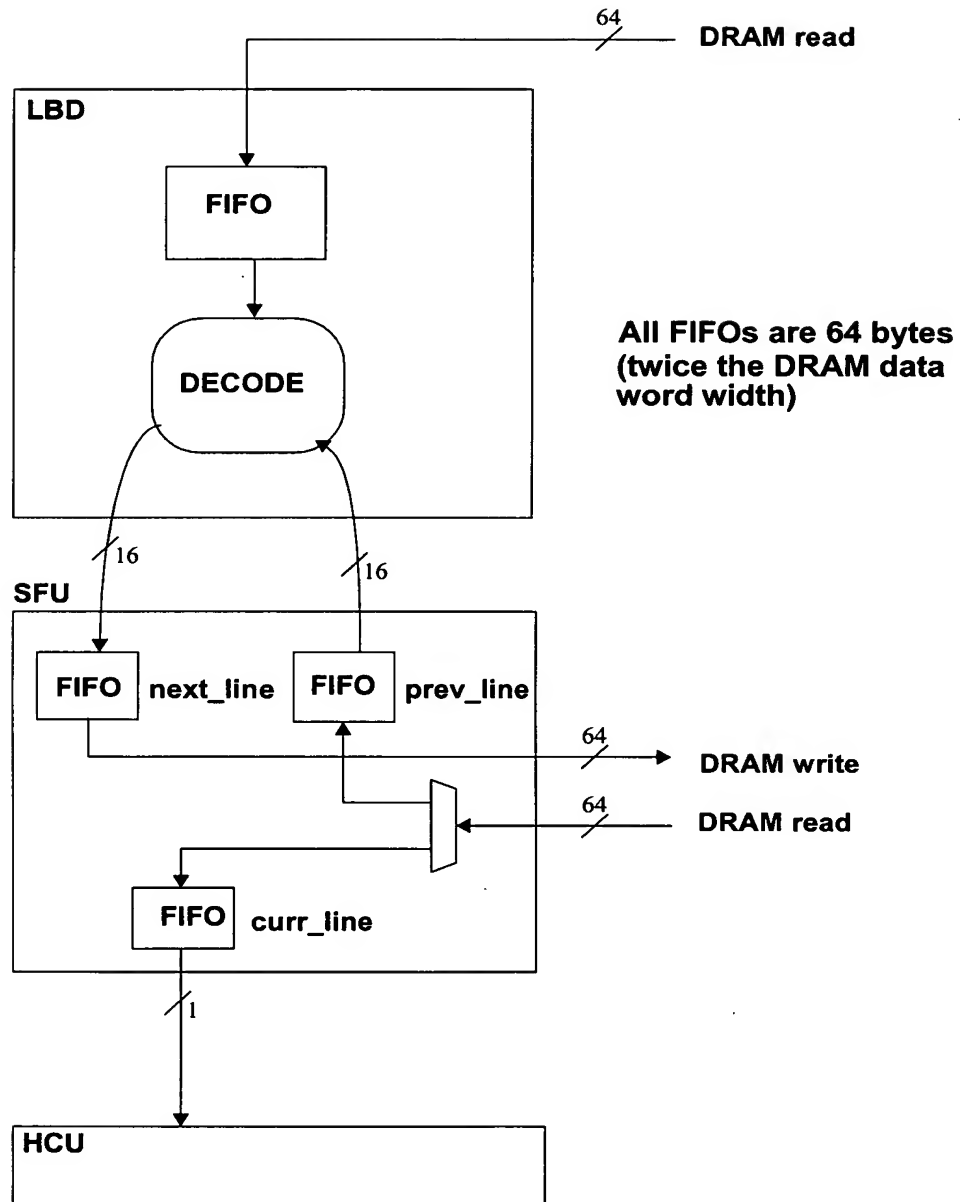 64
DRAM read
LBD
FIFO
DECODE
All FIFOs are 64 bytes
(twice the DRAM data
word width)
16
16
SFU
FIFO
next_line
FIFO
prev_line
64
DRAM write
64
DRAM read
FIFO
curr_line
1
HCU